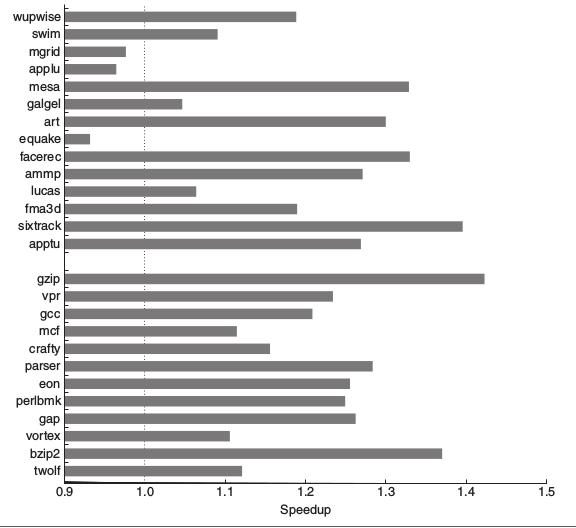 wupwise
swim
mgrid
applu
mesa
galgel
art
equake
facerec
ammp
lucas
fma3d
sixtrack
apptu
gzip
vpr
gcc
mcf
crafty
parser
eon
perlbmk
gap
vortex
bzip2
twolf
0.9 1.0 1.1 1.2 1.3 1.4 1.5
Speedup